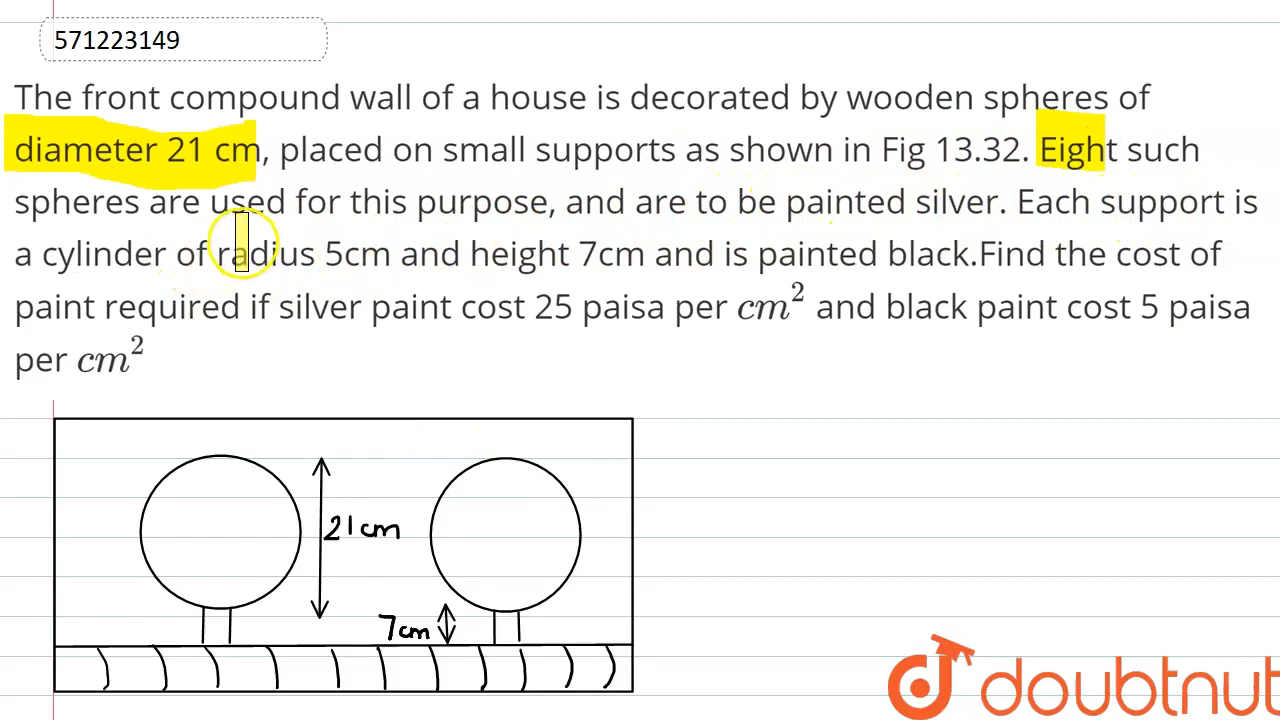 571223149
The front compound wall of a house is decorated by wooden spheres of
diameter 21 cm, placed on small supports as shown in Fig 13.32. Eight such
spheres are used for this purpose, and are to be painted silver. Each support is
a cylinder of radius 5cm and height 7cm and is painted black.Find the cost of
paint required if silver paint cost 25 paisa per cm² and black paint cost 5 paisa
per cm²
21cm
7cm
doubtnut